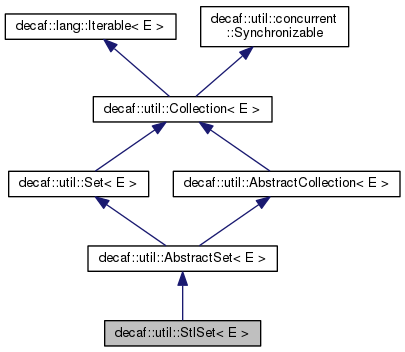 decaf::lang::Iterable< E >
decaf::util::concurrent
::Synchronizable
decaf::util::Collection< E >
decaf::util::Set< E >
decaf::util::AbstractCollection< E >
decaf::util::AbstractSet< E >
decaf::util::StlSet< E >